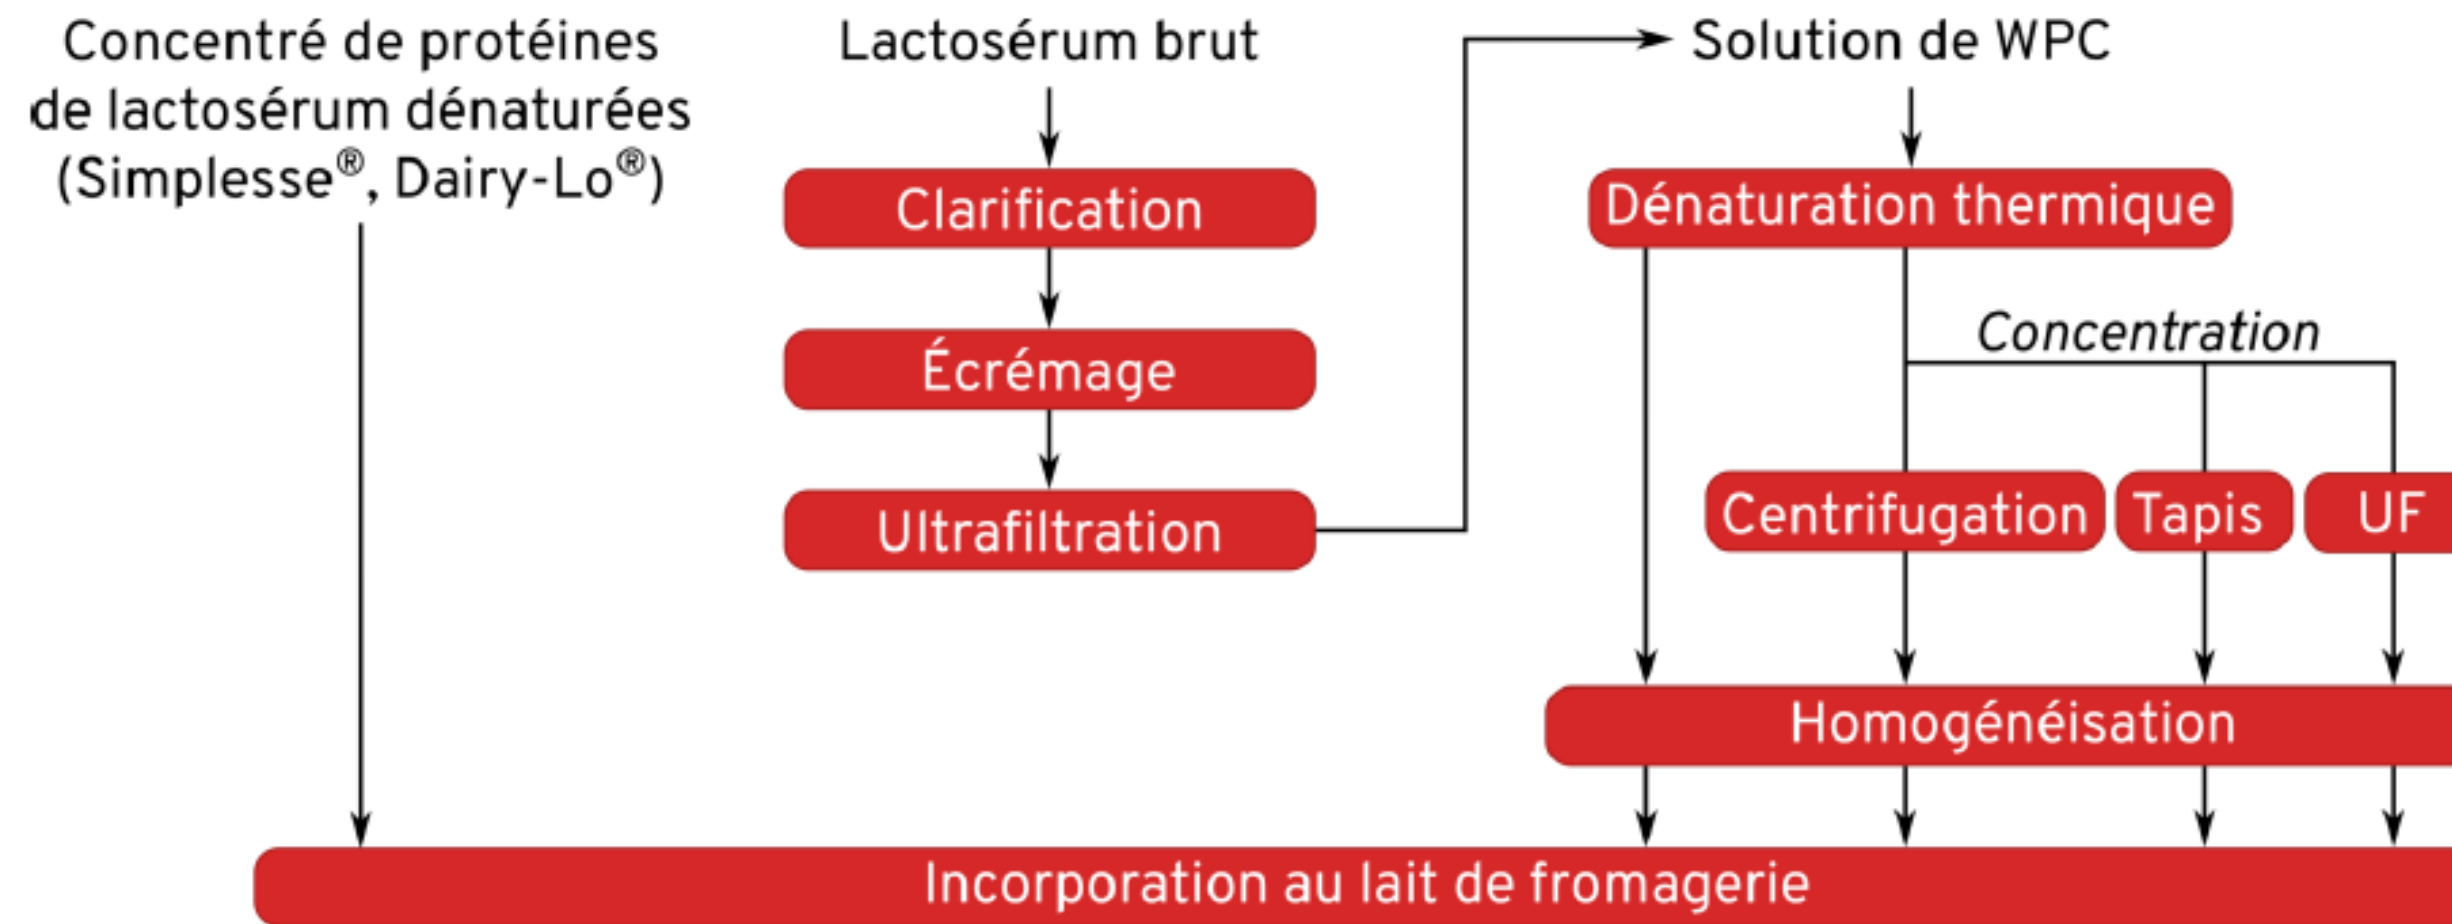 Concentré de protéines
de lactosérum dénaturées
(Simplesse®, Dairy-Lo®)
Lactosérum brut
Clarification
Écrémage
Ultrafiltration
Solution de WPC
Dénaturation thermique
Concentration
Centrifugation
Tapis
UF
Homogénéisation
Incorporation au lait de fromagerie